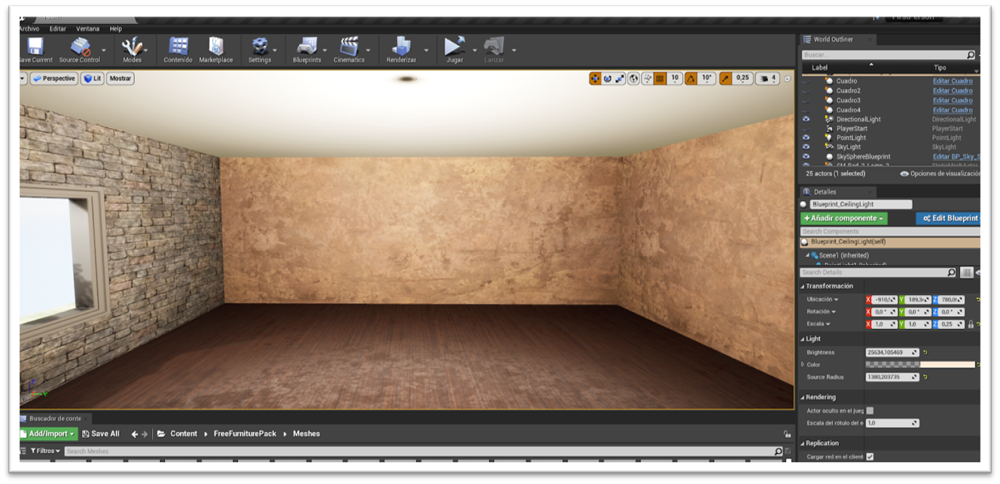 Archivo Editar Ventana Help
Save Current Source Control Modes Contenido Marketplace Settings Blueprints Cinematics Renderizar Jugar Lanzar
Perspective Lit Mostrar 10 10° 0,25 4
World Outliner
Buscar...
Label Tipo
Cuadro Editar Cuadro
Cuadro2 Editar Cuadro
Cuadro3 Editar Cuadro
Cuadro4 Editar Cuadro
DirectionalLight DirectionalLight
PlayerStart PlayerStart
PointLight PointLight
SkyLight SkyLight
SkySphereBlueprint Editar BP_Sky_S
25 actors (1 selected) Opciones de visualización
Detalles
Blueprint_CeilingLight
+Añadir componente Edit Blueprint
Search Components
Blueprint_CeilingLight(self)
Scene1 (Inherited)
Search Details
Transformación
Ubicación X -910,5 Y 189,3 Z 780,0
Rotación X 0,0 ° Y 0,0 ° Z 0,0 °
Escala X 1,0 Y 1,0 Z 0,25
Light
Brightness 25634,105469
Color
Source Radius 1380,203735
Rendering
Actor oculto en el jueg
Escala del rótulo del e 1,0
Replication
Cargar red en el client
Z
Y
Buscador de conte
Add/Import Save All Content FreeFurniturePack Meshes
Filtros Search Meshes